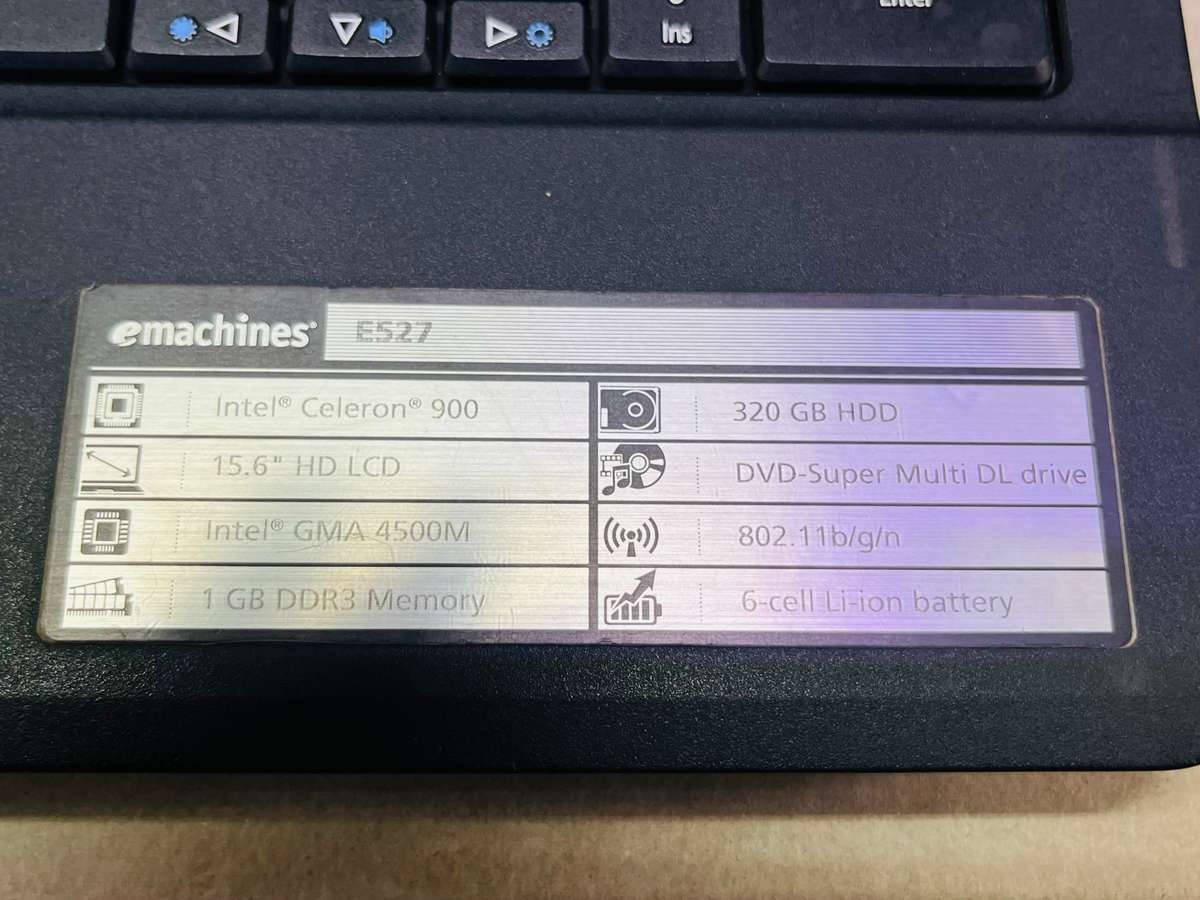 Enter
Ins
emachines®
E527
Intel® Celeron® 900
320 GB HDD
15.6" HD LCD
DVD-Super Multi DL drive
Intel® GMA 4500M
802.11b/g/n
1 GB DDR3 Memory
6-cell Li-ion battery